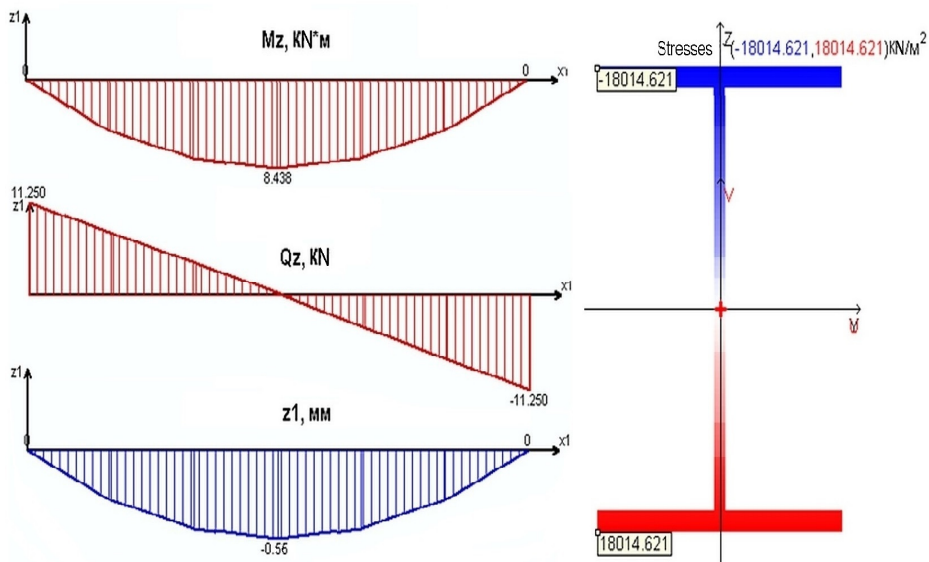 z1
Mz, KN*м
0
0
x1
8.438
11.250
z1
Qz, KN
x1
-11.250
z1
z1, мм
0
0
x1
-0.56
Z
Stresses (-18014.621,18014.621)KN/м²
-18014.621
V
18014.621